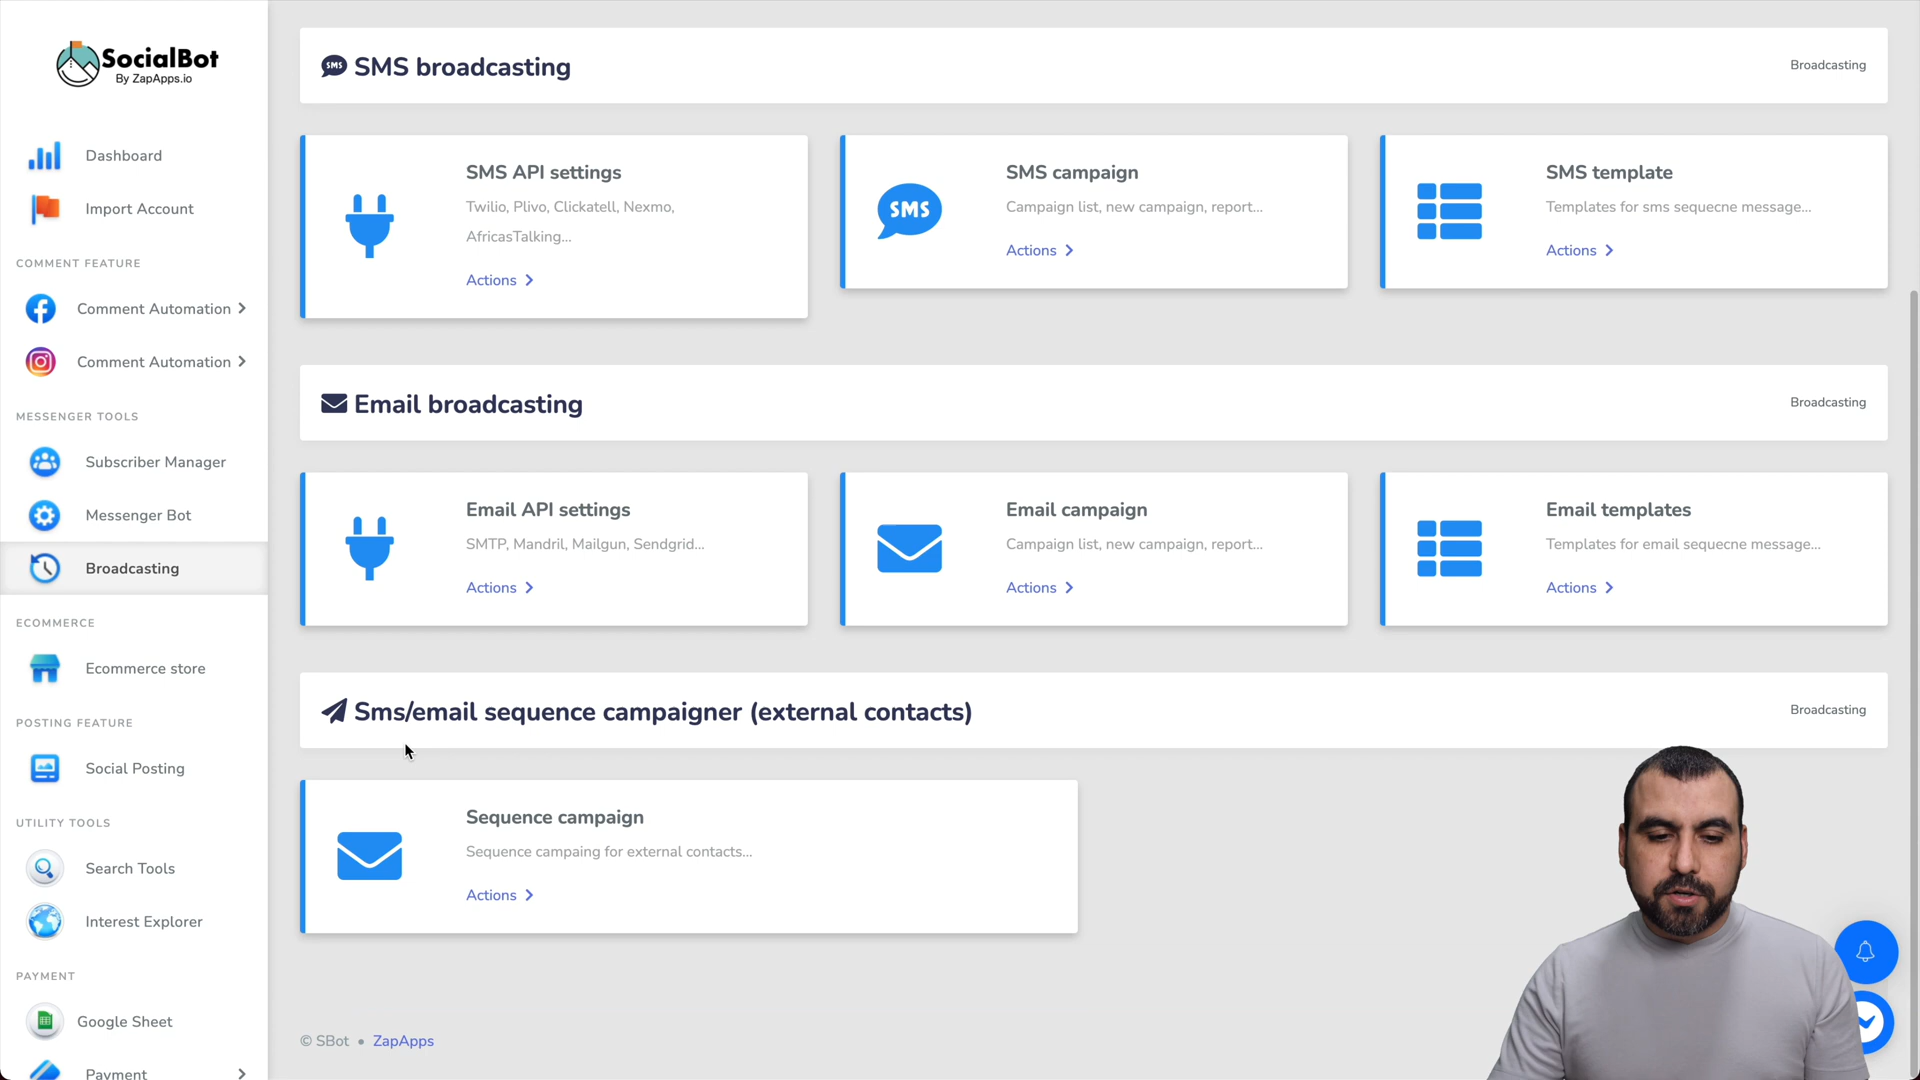 SocialBot
By ZapApps.io
Dashboard
Import Account
COMMENT FEATURE
Comment Automation
Comment Automation
MESSENGER TOOLS
Subscriber Manager
Messenger Bot
Broadcasting
ECOMMERCE
Ecommerce store
POSTING FEATURE
Social Posting
UTILITY TOOLS
Search Tools
Interest Explorer
PAYMENT
Google Sheet
Payment
SMS
SMS broadcasting
Broadcasting
SMS API settings
Twilio, Plivo, Clickatell, Nexmo,
AfricasTalking...
Actions
SMS
SMS campaign
Campaign list, new campaign, report...
Actions
SMS template
Templates for sms sequecne message...
Actions
Email broadcasting
Broadcasting
Email API settings
SMTP, Mandril, Mailgun, Sendgrid...
Actions
Email campaign
Campaign list, new campaign, report...
Actions
Email templates
Templates for email sequecne message...
Actions
Sms/email sequence campaigner (external contacts)
Broadcasting
Sequence campaign
Sequence campaing for external contacts...
Actions
© SBot • ZapApps